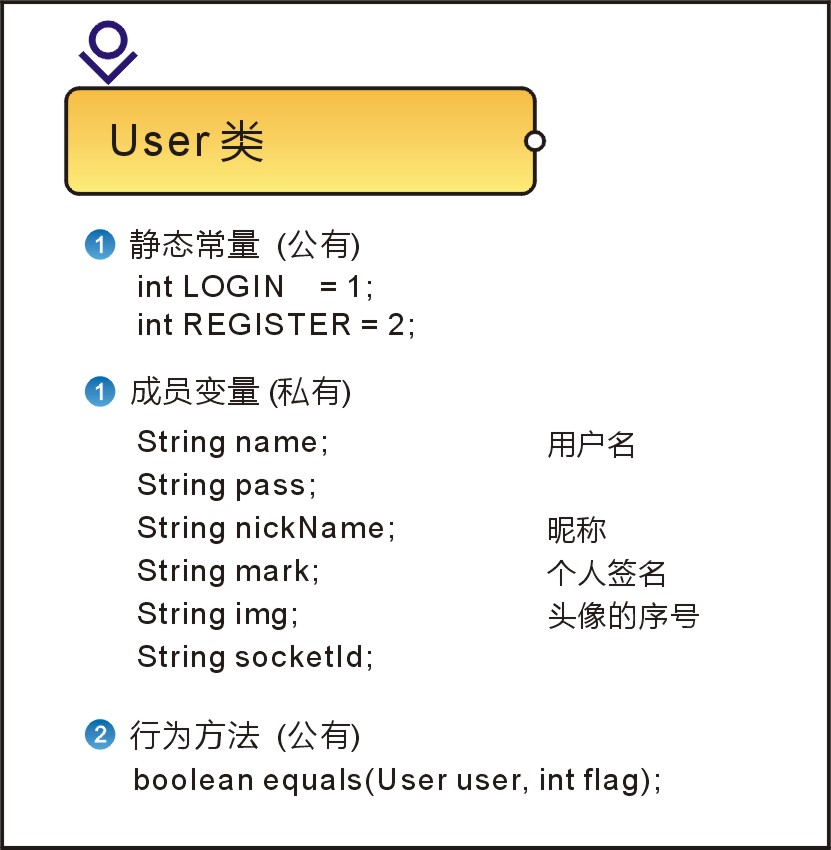 User 类
1 静态常量 (公有)
int LOGIN = 1;
int REGISTER = 2;
1 成员变量 (私有)
String name; 用户名
String pass;
String nickName; 昵称
String mark; 个人签名
String img; 头像的序号
String socketId;
2 行为方法 (公有)
boolean equals(User user, int flag);